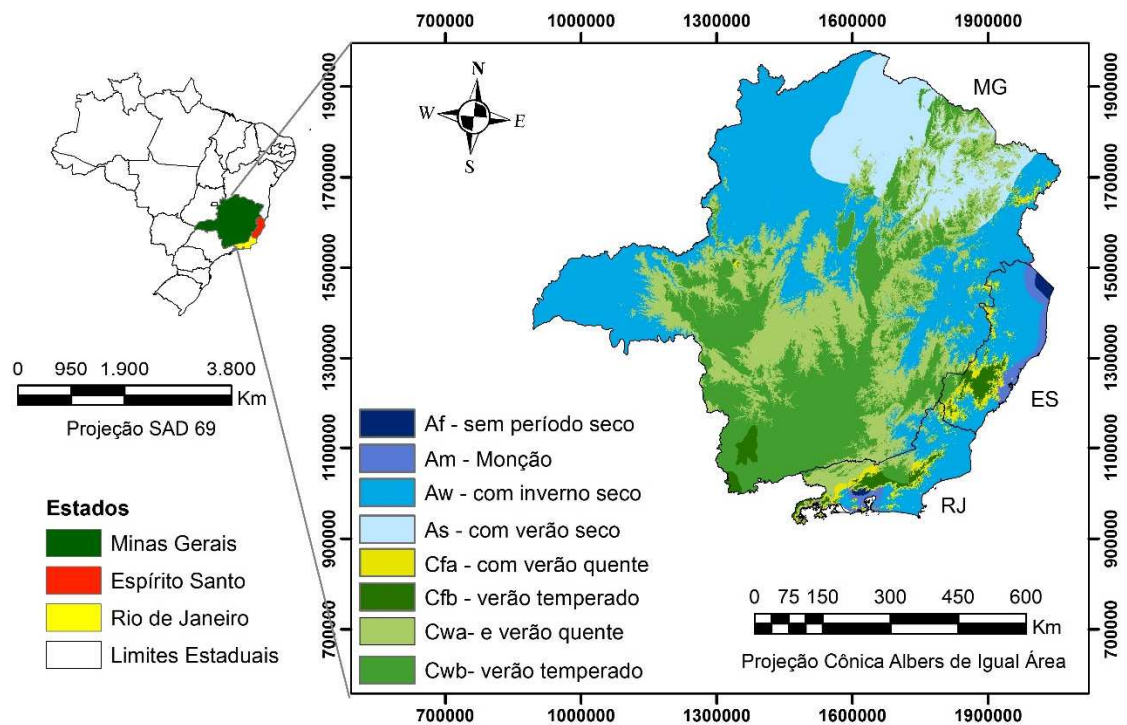 700000 1000000 1300000 1600000 1900000
1900000
1700000
1500000
1300000
1100000
900000
700000
N
W E
S
MG
ES
RJ
0 950 1.900 3.800
Km
Projeção SAD 69
Estados
Minas Gerais
Espírito Santo
Rio de Janeiro
Limites Estaduais
Af - sem período seco
Am - Monção
Aw - com inverno seco
As - com verão seco
Cfa - com verão quente
Cfb - verão temperado
Cwa- e verão quente
Cwb- verão temperado
0 75 150 300 450 600
Km
Projeção Cônica Albers de Igual Área
1900000
1700000
1500000
1300000
1100000
900000
700000
700000 1000000 1300000 1600000 1900000